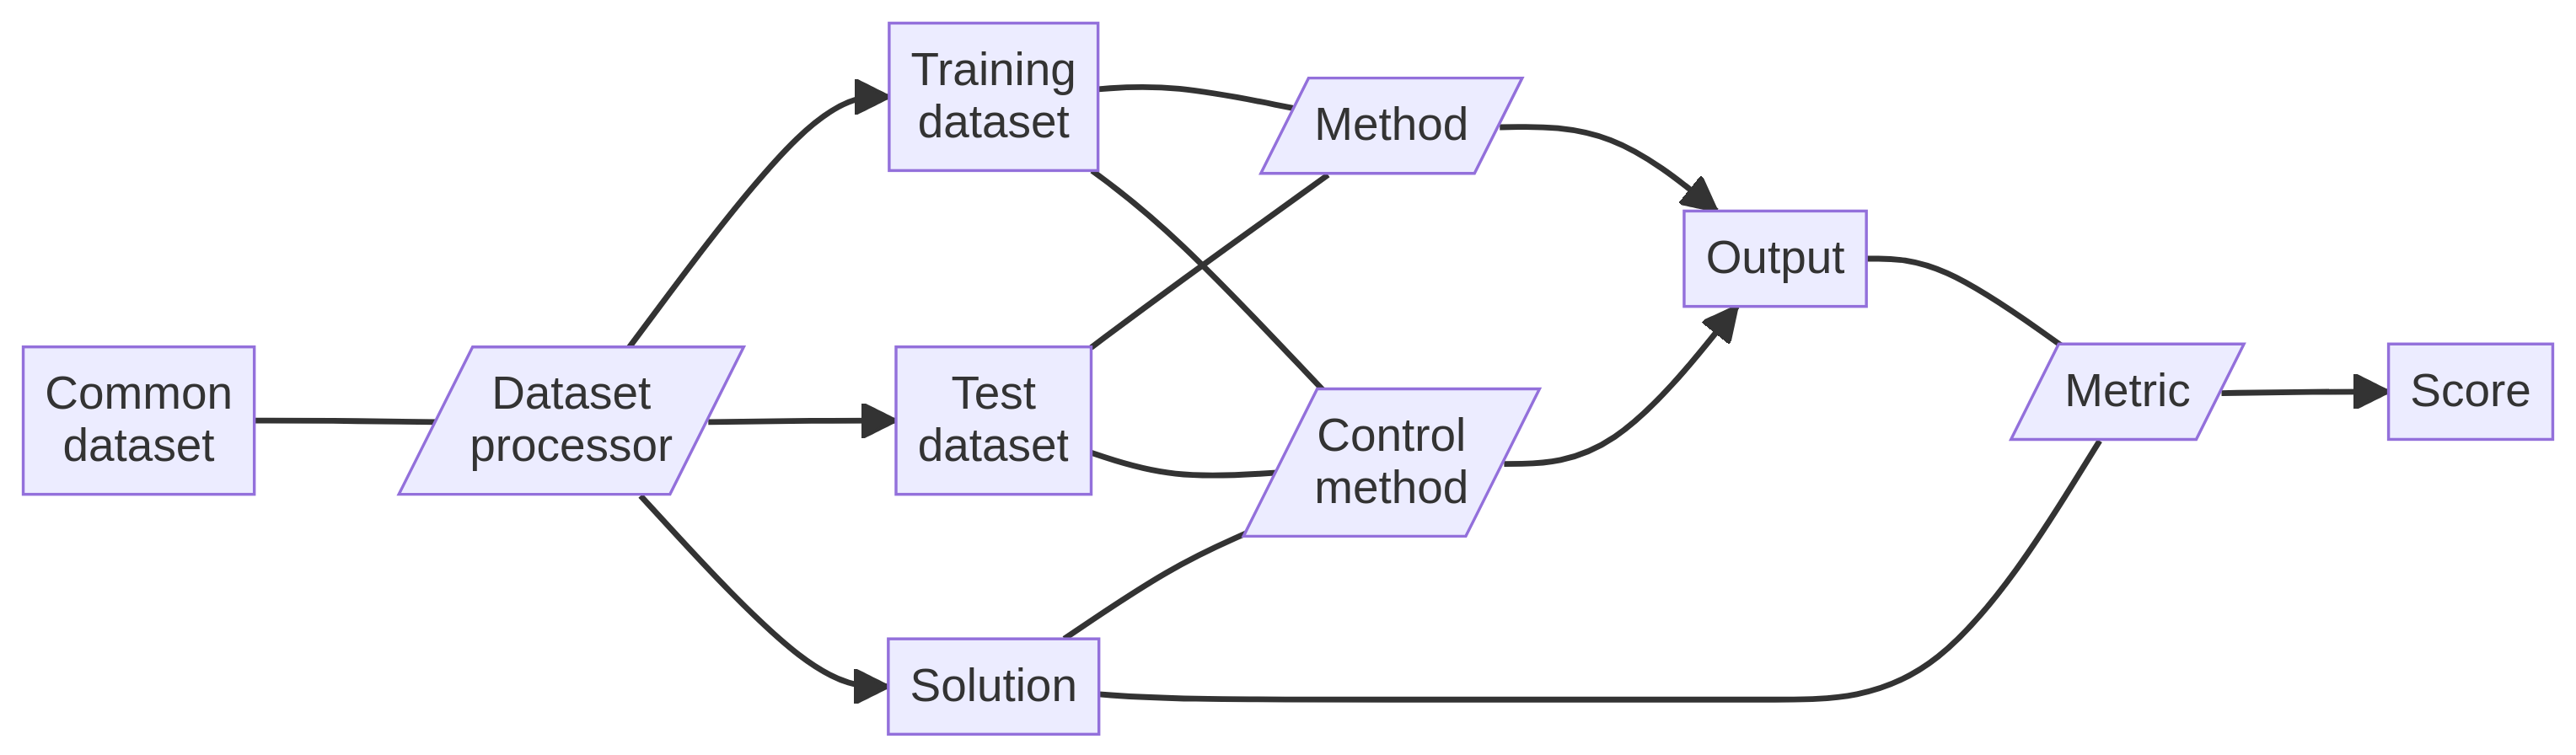 Common
dataset
Dataset
processor
Training
dataset
Test
dataset
Solution
Method
Control
method
Output
Metric
Score